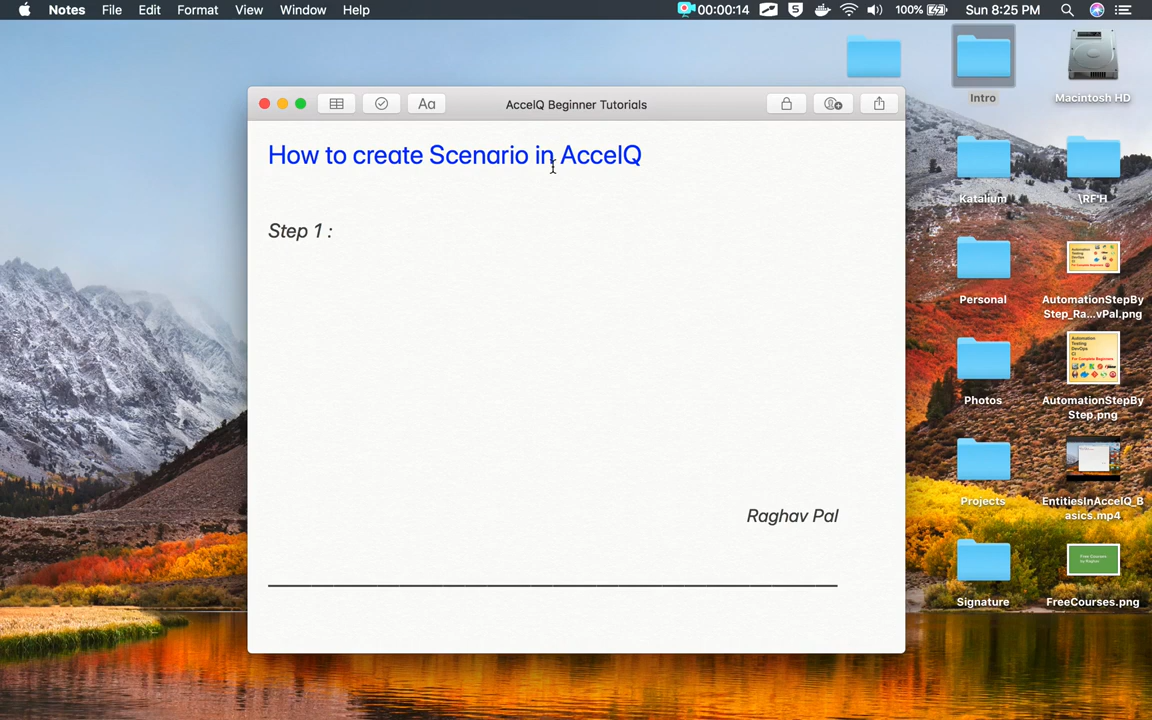 Notes File Edit Format View Window Help 00:00:14 100% Sun 8:25 PM
Intro
Macintosh HD
Aa
AccelQ Beginner Tutorials
How to create Scenario in AccelQ
Katalium
\RF'H
Step 1 :
Personal
AutomationStepBy
Step_Ra...vPal.png
Photos
AutomationStepBy
Step.png
Projects
EntitiesInAccelQ_B
asics.mp4
Raghav Pal
Signature
FreeCourses.png